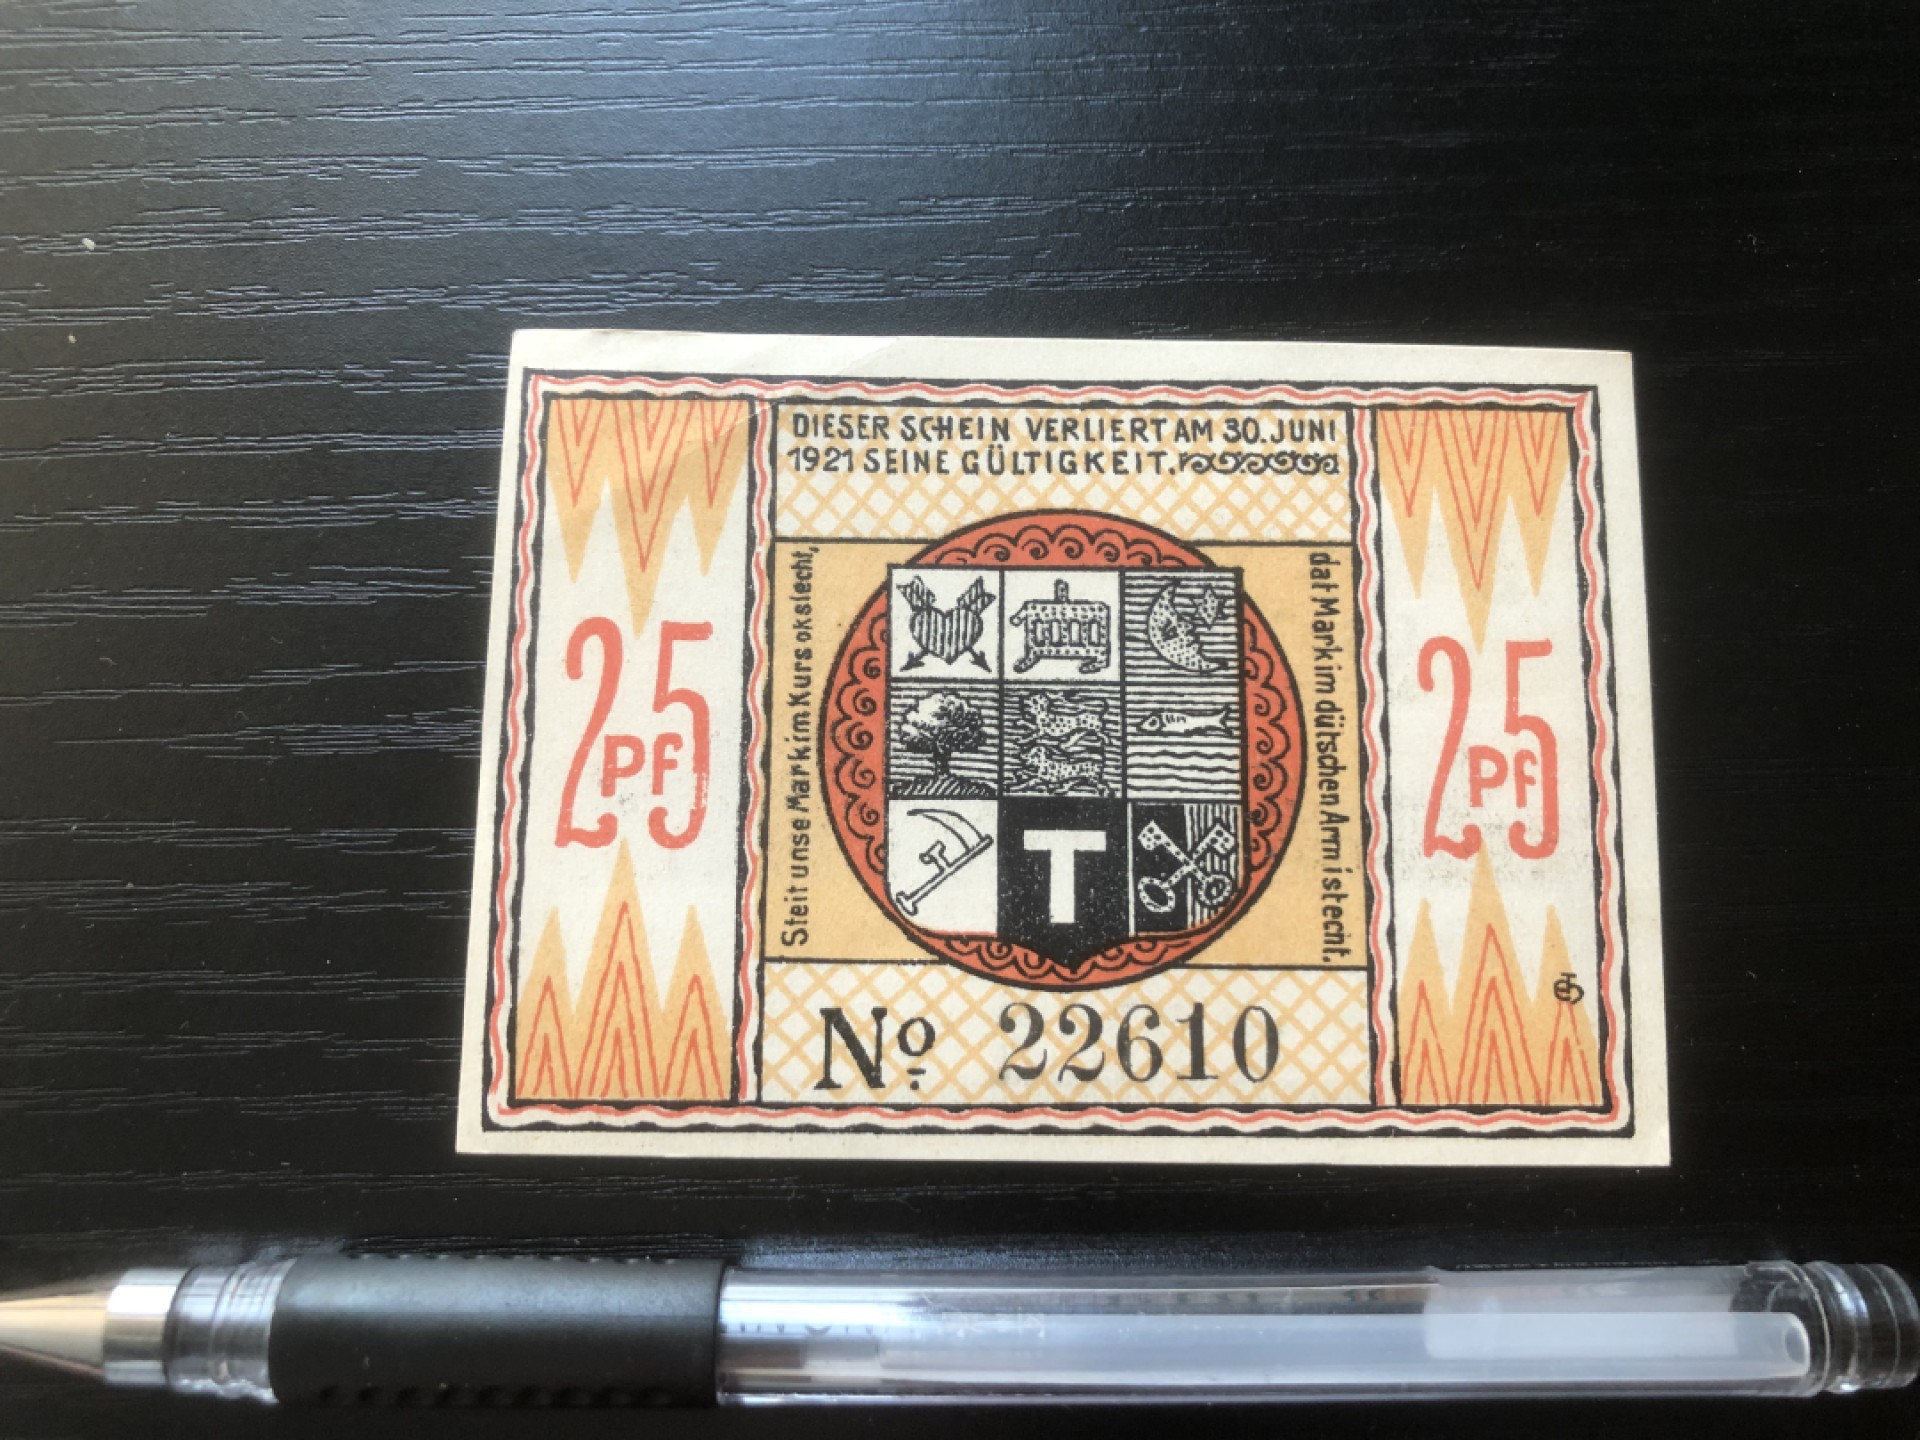 DIESER SCHEIN VERLIERT AM 30. JUNI
1921 SEINE GÜLTIGKEIT.
25
Pf
Steit unse Mark im Kurs ok slecht,
T
dat Mark im dütschen Arm is techt.
25
Pf
No. 22610